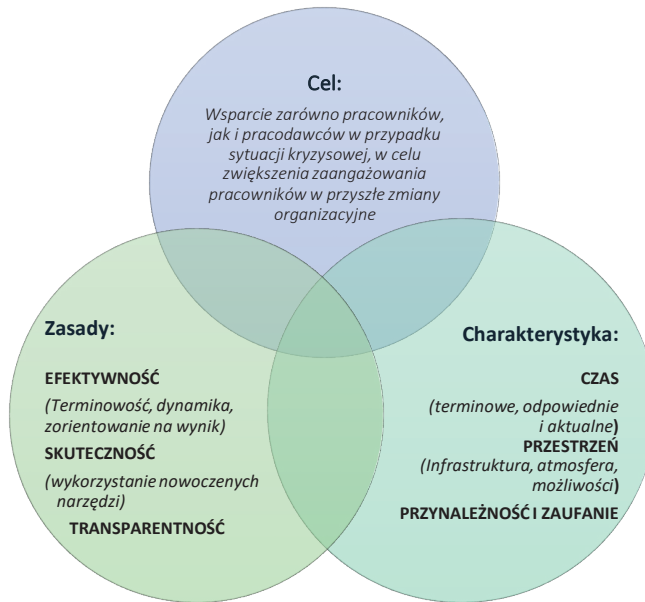 Cel:
Wsparcie zarówno pracowników,
jak i pracodawców w przypadku
sytuacji kryzysowej, w celu
zwiększenia zaangażowania
pracowników w przyszłe zmiany
organizacyjne
Zasady:
EFEKTYWNOŚĆ
(Terminowość, dynamika,
zorientowanie na wynik)
SKUTECZNOŚĆ
(wykorzystanie nowoczenych
narzędzi)
TRANSPARENTNOŚĆ
Charakterystyka:
CZAS
(terminowe, odpowiednie
i aktualne)
PRZESTRZEŃ
(Infrastruktura, atmosfera,
możliwości)
PRZYNALEŻNOŚĆ I ZAUFANIE